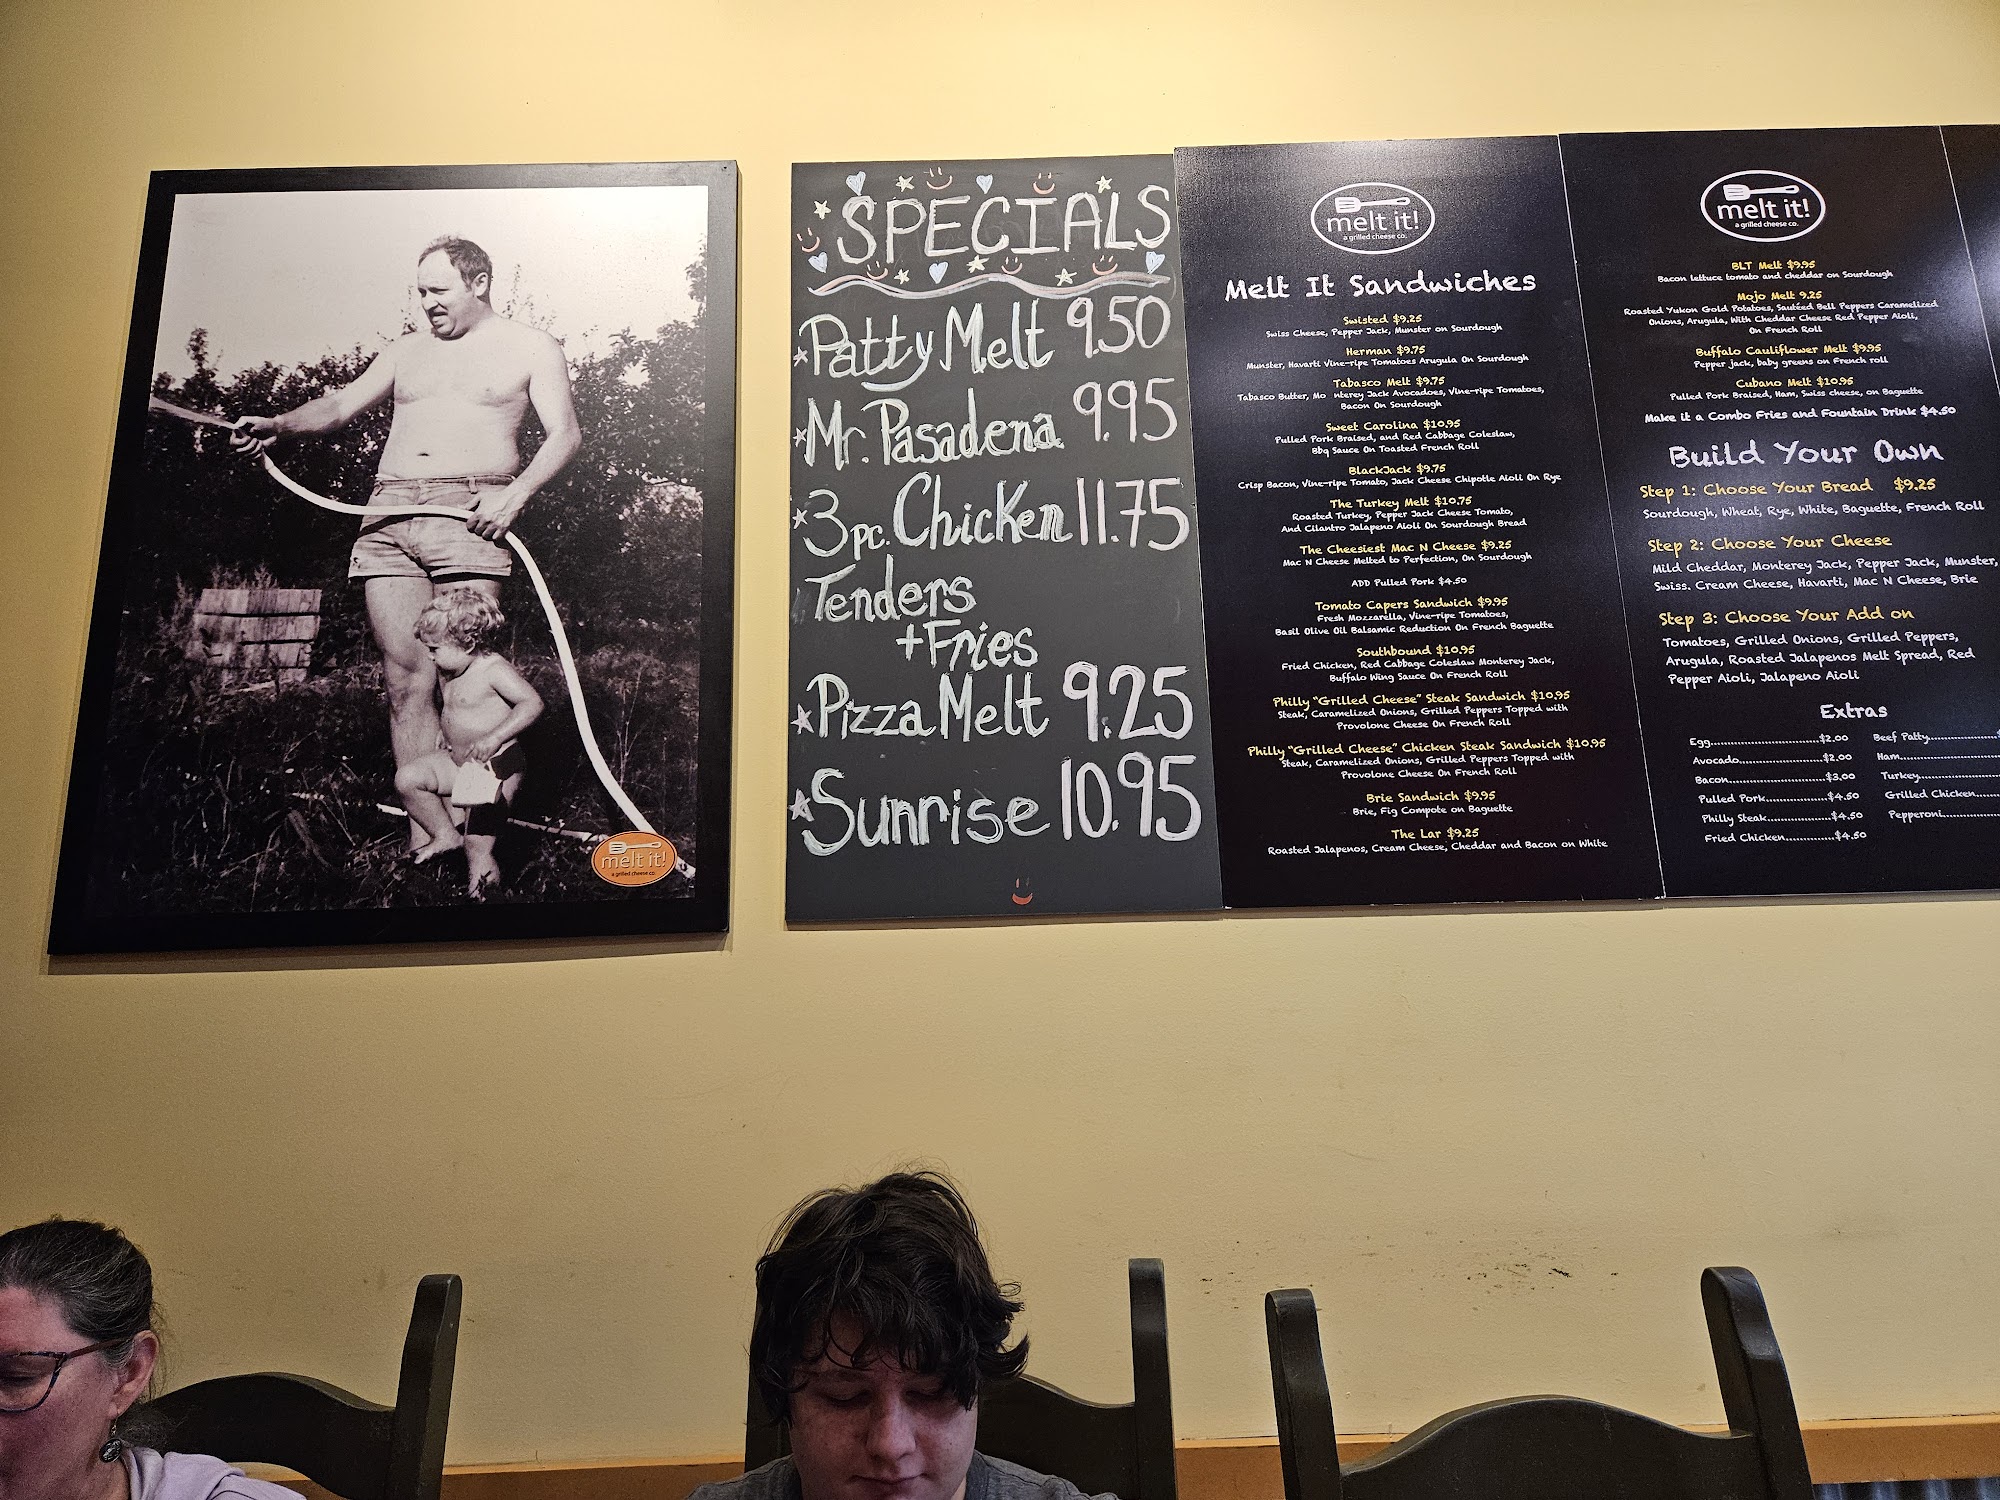 melt it!
a grilled cheese co.
SPECIALS
Patty Melt 9.50
Mr. Pasadena 9.95
3pc. Chicken 11.75
Tenders
+Fries
Pizza Melt 9.25
Sunrise 10.95
melt it!
a grilled cheese co.
Melt It Sandwiches
Swisted $9.25
Swiss Cheese, Pepper Jack, Munster on Sourdough
Herman $9.75
Munster, Havarti Vine-ripe Tomatoes Arugula On Sourdough
Tabasco Melt $9.75
Tabasco Butter, Mo nterey Jack Avocadoes, Vine-ripe Tomatoes,
Bacon On Sourdough
Sweet Carolina $10.95
Pulled Pork Braised, and Red Cabbage Coleslaw,
Bbq Sauce On Toasted French Roll
BlackJack $9.75
Crisp Bacon, Vine-ripe Tomato, Jack Cheese Chipotle Aioli On Rye
The Turkey Melt $10.75
Roasted Turkey, Pepper Jack Cheese Tomato,
And Cilantro Jalapeno Aioli On Sourdough Bread
The Cheesiest Mac N Cheese $9.25
Mac N Cheese Melted to Perfection, On Sourdough
ADD Pulled Pork $4.50
Tomato Capers Sandwich $9.95
Fresh Mozzarella, Vine-ripe Tomatoes,
Basil Olive Oil Balsamic Reduction On French Baguette
Southbound $10.95
Fried Chicken, Red Cabbage Coleslaw Monterey Jack,
Buffalo Wing Sauce On French Roll
Philly "Grilled Cheese" Steak Sandwich $10.95
Steak, Caramelized Onions, Grilled Peppers Topped with
Provolone Cheese On French Roll
Philly "Grilled Cheese" Chicken Steak Sandwich $10.95
Steak, Caramelized Onions, Grilled Peppers Topped with
Provolone Cheese On French Roll
Brie Sandwich $9.95
Brie, Fig Compote on Baguette
The Lar $9.25
Roasted Jalapenos, Cream Cheese, Cheddar and Bacon on White
melt it!
a grilled cheese co.
BLT Melt $9.95
Bacon lettuce tomato and cheddar on Sourdough
Mojo Melt 9.25
Roasted Yukon Gold Potatoes, Sautéed Bell Peppers Caramelized
Onions, Arugula, With Cheddar Cheese Red Pepper Aioli,
On French Roll
Buffalo Cauliflower Melt $9.95
Pepper jack, baby greens on French roll
Cubano Melt $10.95
Pulled Pork Braised, Ham, Swiss cheese, on Baguette
Make it a Combo Fries and Fountain Drink $4.50
Build Your Own
Step 1: Choose Your Bread $9.25
Sourdough, Wheat, Rye, White, Baguette, French Roll
Step 2: Choose Your Cheese
Mild Cheddar, Monterey Jack, Pepper Jack, Munster,
Swiss. Cream Cheese, Havarti, Mac N Cheese, Brie
Step 3: Choose Your Add on
Tomatoes, Grilled Onions, Grilled Peppers,
Arugula, Roasted Jalapenos Melt Spread, Red
Pepper Aioli, Jalapeno Aioli
Extras
Egg..............................$2.00
Avocado.......................$2.00
Bacon...........................$3.00
Pulled Pork..................$4.50
Philly Steak..................$4.50
Fried Chicken..............$4.50
Beef Patty....................$
Ham..............................
Turkey..........................
Grilled Chicken..........
Pepperoni....................